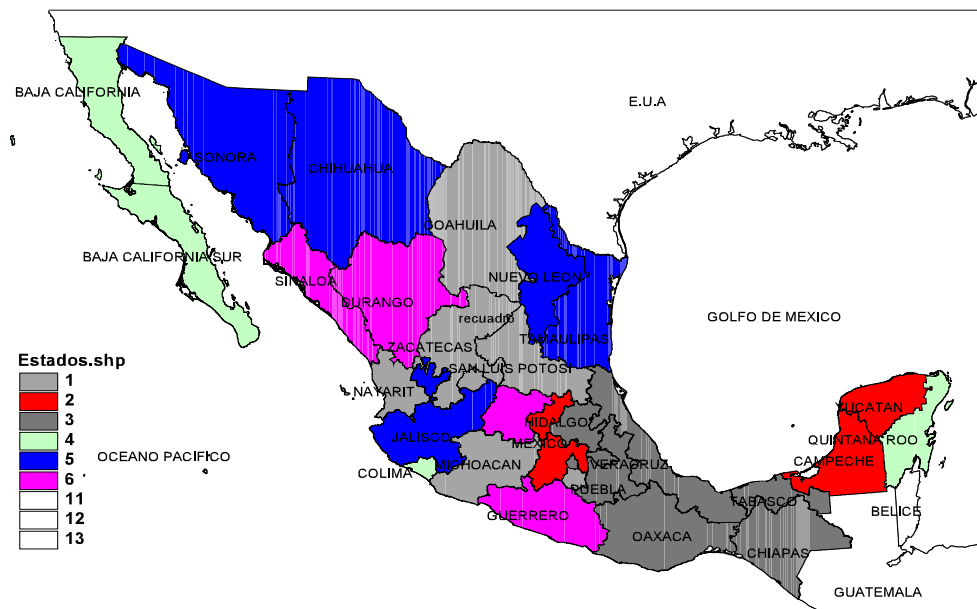 BAJA CALIFORNIA
E.U.A
SONORA
CHIHUAHUA
COAHUILA
BAJA CALIFORNIA SUR
SINALOA
NUEVO LEON
DURANGO
recuadro
GOLFO DE MEXICO
TAMAULIPAS
ZACATECAS
Estados.shp
SAN LUIS POTOSI
1
NAYARIT
2
YUCATAN
3
HIDALGO
4
JALISCO
MEXICO
QUINTANA ROO
5
OCEANO PACIFICO
COLIMA
MICHOACAN
VERACRUZ
CAMPECHE
6
PUEBLA
TABASCO
11
GUERRERO
BELICE
12
OAXACA
13
CHIAPAS
GUATEMALA